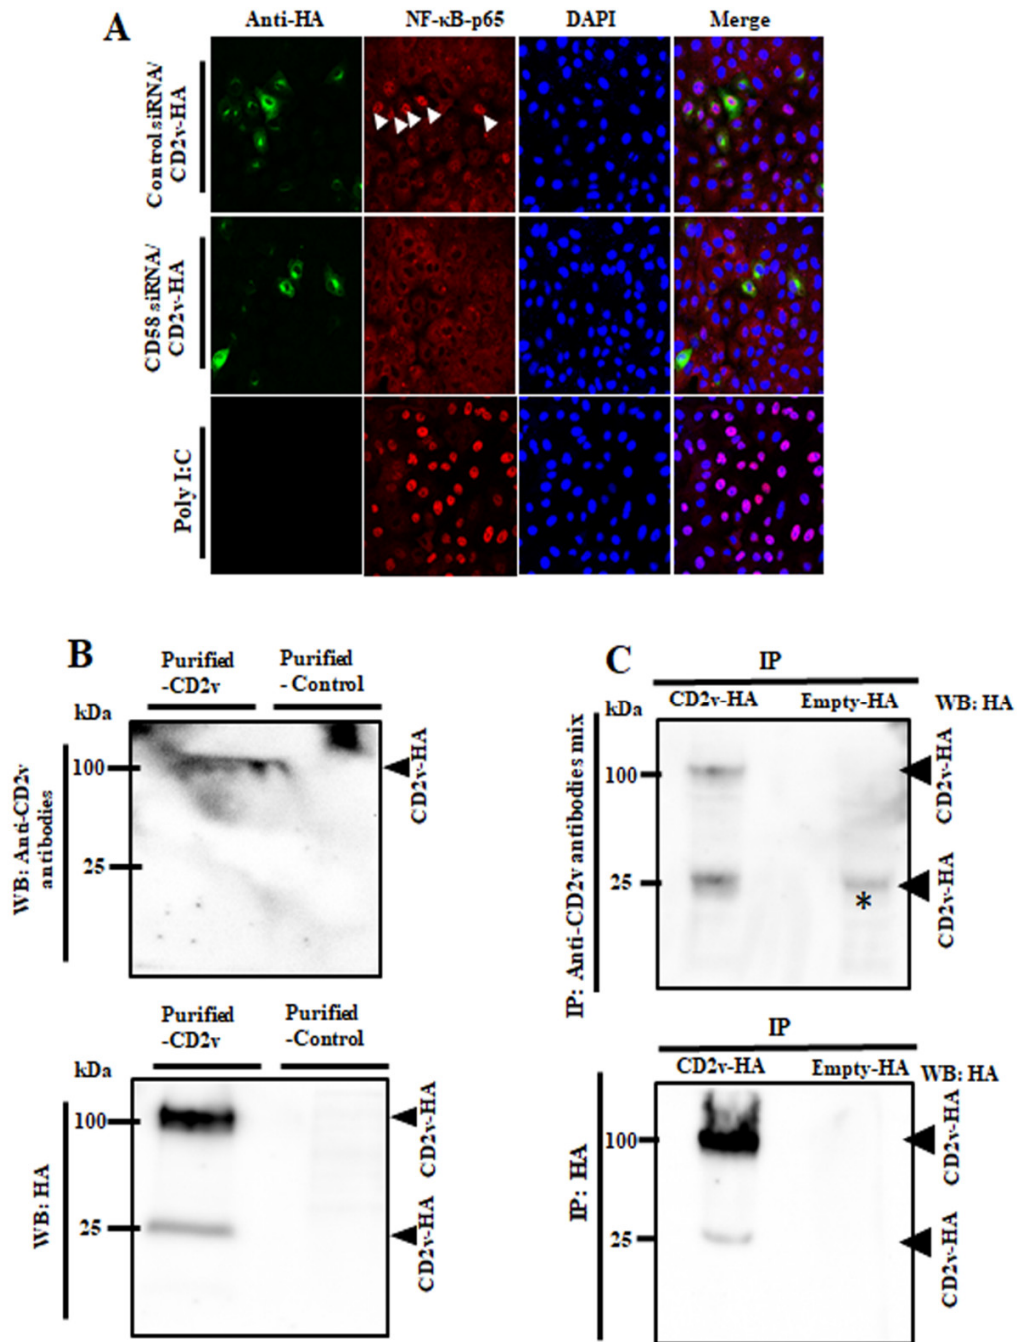 A
Anti-HA NF-κB-p65 DAPI Merge
Control siRNA/
CD2v-HA
CD58 siRNA/
CD2v-HA
Poly I:C
B
Purified
-CD2v
Purified
- Control
kDa
100
25
WB: Anti-CD2v
antibodies
CD2v-HA
Purified
-CD2v
Purified
-Control
kDa
100
25
WB: HA
CD2v-HA
CD2v-HA
C
IP
CD2v-HA Empty-HA WB: HA
kDa
100
25
*
IP: Anti-CD2v antibodies mix
CD2v-HA
CD2v-HA
IP
CD2v-HA Empty-HA WB: HA
100
25
IP: HA
CD2v-HA
CD2v-HA